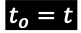 t_o = t